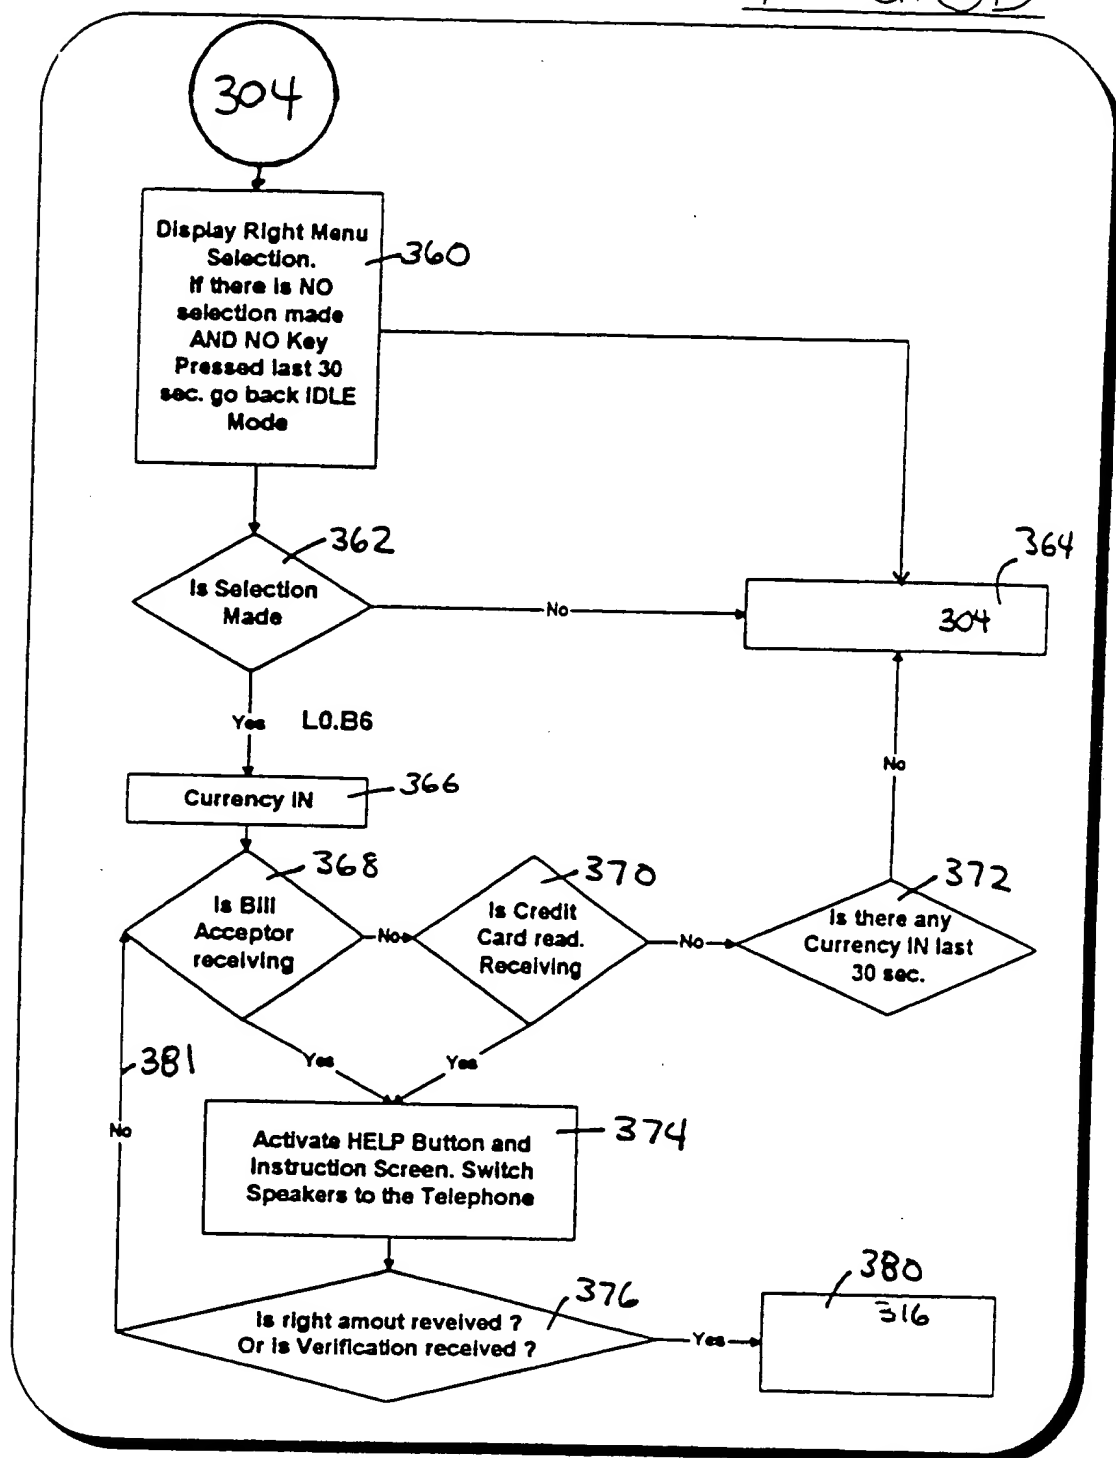 304
Display Right Menu
Selection.
If there is NO
selection made
AND NO Key
Pressed last 30
sec. go back IDLE
Mode
360
362
Is Selection
Made
No
364
304
Yes L0.B6
Currency IN
366
No
368
Is Bill
Acceptor
receiving
No
370
Is Credit
Card read.
Receiving
No
372
Is there any
Currency IN last
30 sec.
381
Yes
Yes
No
Activate HELP Button and
Instruction Screen. Switch
Speakers to the Telephone
374
376
Is right amout reveived ?
Or is Verification received ?
Yes
380
316